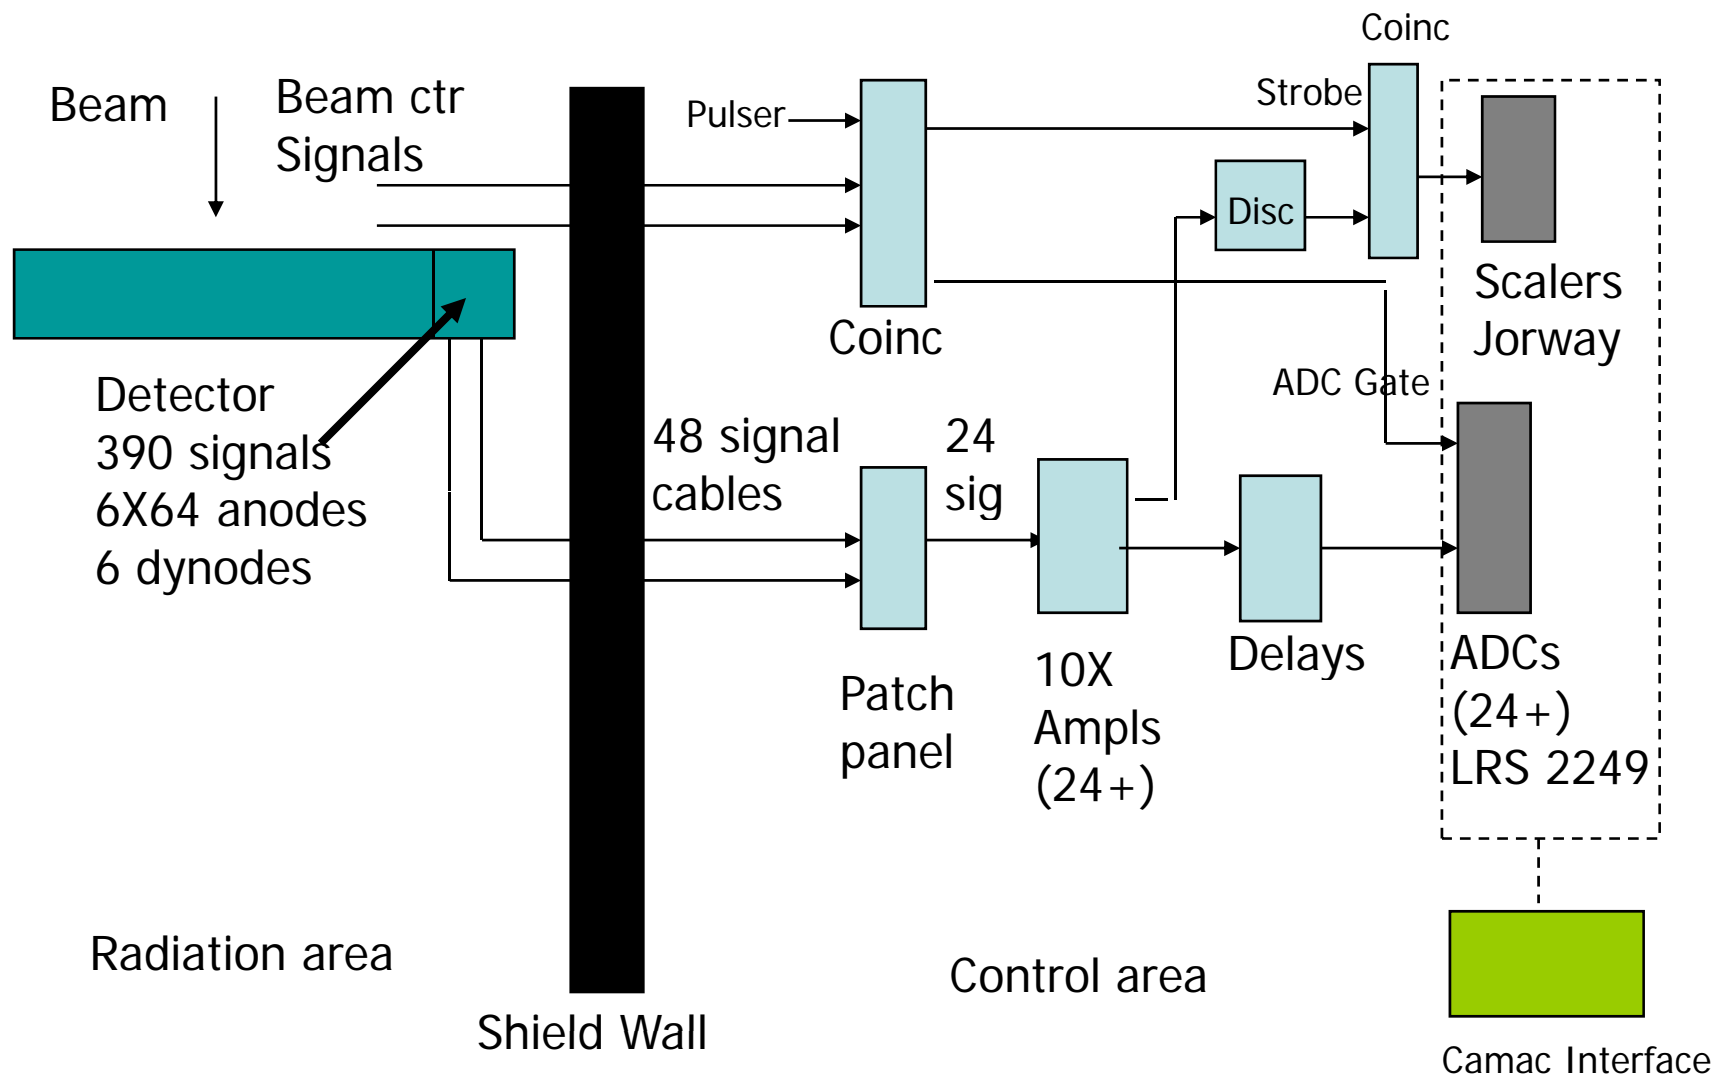 Coinc
Beam
Beam ctr
Signals
Pulser
Strobe
Disc
Coinc
Scalers
Jorway
ADC Gate
Detector
390 signals
6X64 anodes
6 dynodes
48 signal
cables
24
sig
Patch
panel
10X
Ampls
(24+)
Delays
ADCs
(24+)
LRS 2249
Radiation area
Control area
Shield Wall
Camac Interface